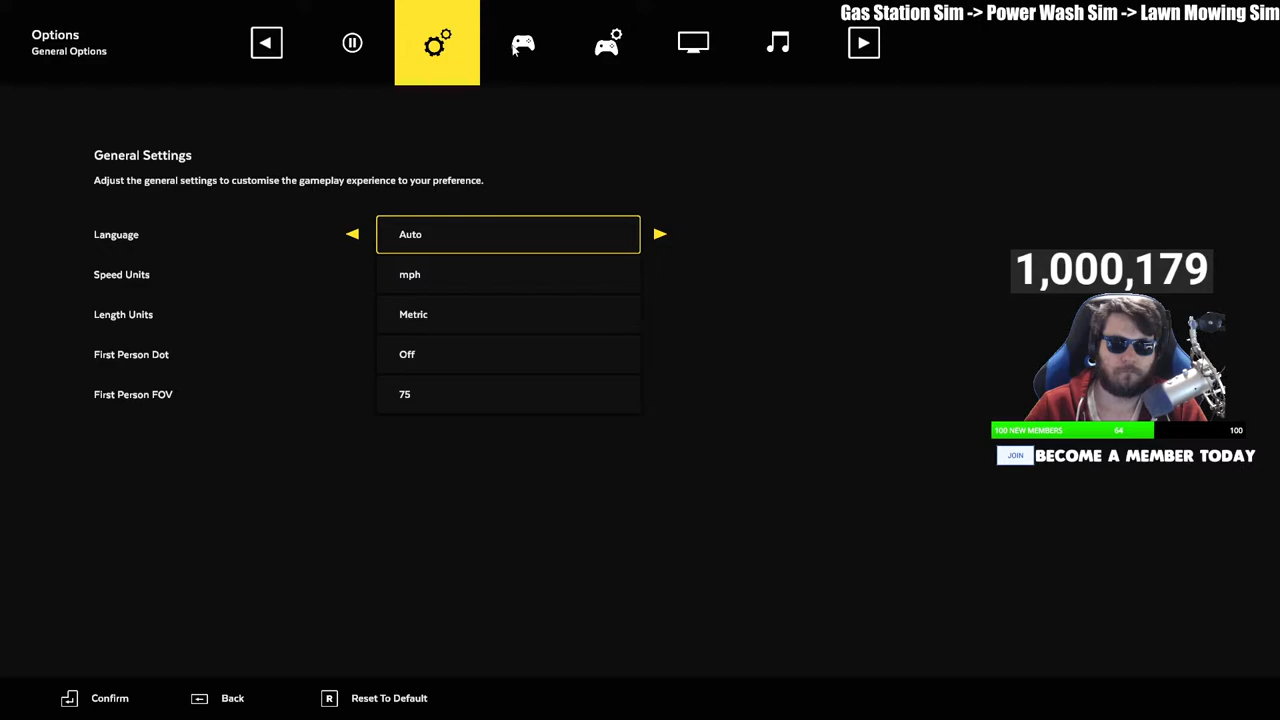 Gas Station Sim -> Power Wash Sim -> Lawn Mowing Sim
Options
General Options
General Settings
Adjust the general settings to customise the gameplay experience to your preference.
Language Auto
Speed Units mph
Length Units Metric
First Person Dot Off
First Person FOV 75
1,000,179
100 NEW MEMBERS 64 100
JOIN BECOME A MEMBER TODAY
Confirm Back R Reset To Default